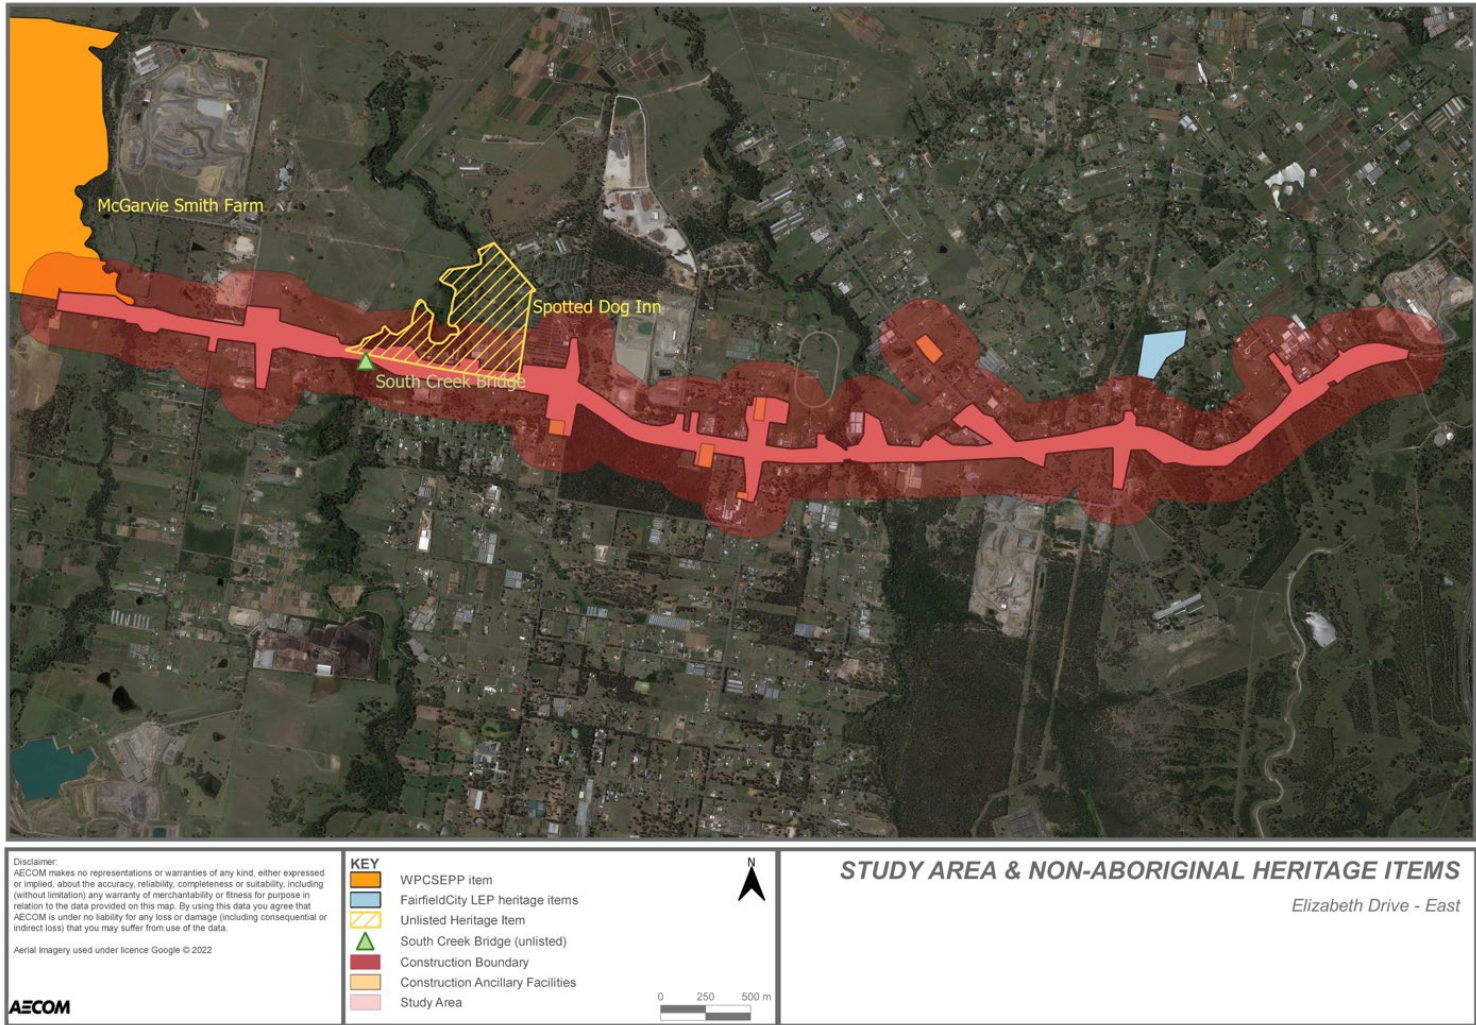 McGarvie Smith Farm
Spotted Dog Inn
South Creek Bridge
Disclaimer:
AECOM makes no representations or warranties of any kind, either expressed
or implied, about the accuracy, reliability, completeness or suitability, including
(without limitation) any warranty of merchantability or fitness for purpose in
relation to the data provided on this map. By using this data you agree that
AECOM is under no liability for any loss or damage (including consequential or
indirect loss) that you may suffer from use of the data.
Aerial Imagery used under licence Google © 2022
AECOM
KEY
WPCSEPP item
FairfieldCity LEP heritage items
Unlisted Heritage Item
South Creek Bridge (unlisted)
Construction Boundary
Construction Ancillary Facilities
Study Area
N
0 250 500 m
STUDY AREA & NON-ABORIGINAL HERITAGE ITEMS
Elizabeth Drive - East